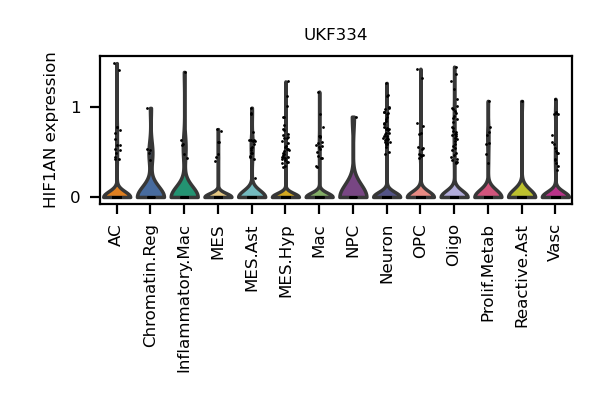 UKF334
HIF1AN expression
1
0
AC
Chromatin.Reg
Inflammatory.Mac
MES
MES.Ast
MES.Hyp
Mac
NPC
Neuron
OPC
Oligo
Prolif.Metab
Reactive.Ast
Vasc